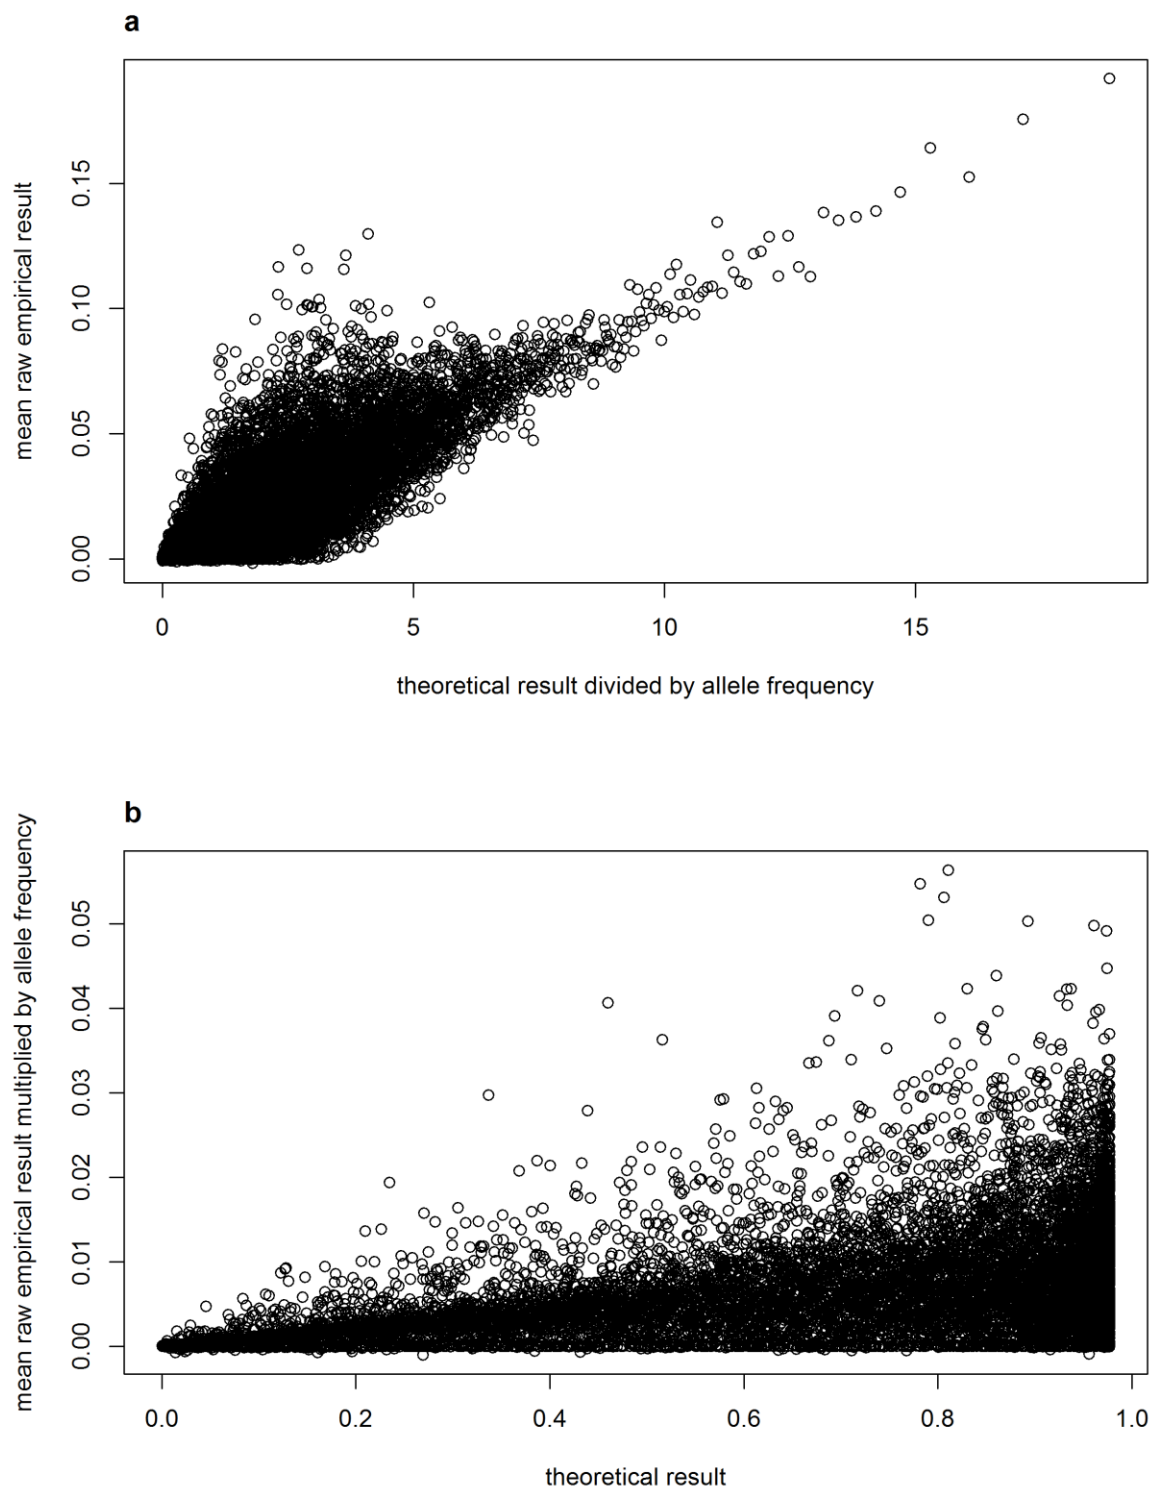 a
mean raw empirical result
0.15
0.10
0.05
0.00
0 5 10 15
theoretical result divided by allele frequency
b
mean raw empirical result multiplied by allele frequency
0.05
0.04
0.03
0.02
0.01
0.00
0.0 0.2 0.4 0.6 0.8 1.0
theoretical result